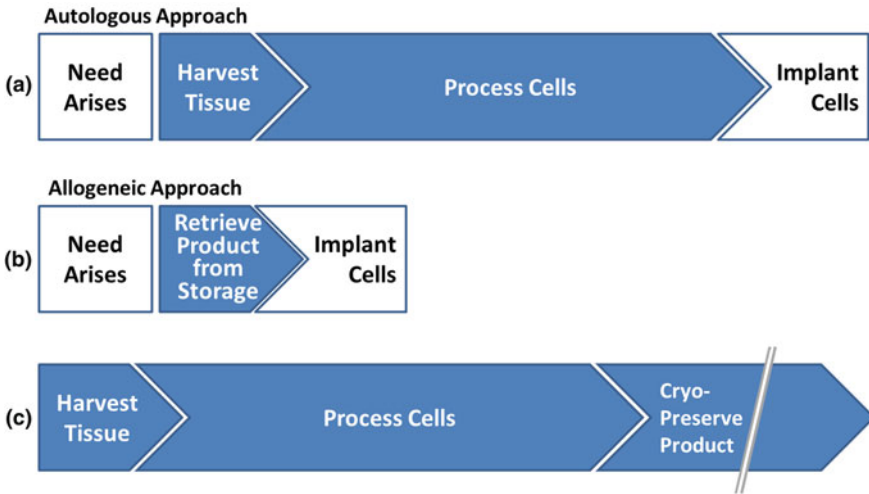 Autologous Approach
(a)
Need
Arises
Harvest
Tissue
Process Cells
Implant
Cells
Allogeneic Approach
(b)
Need
Arises
Retrieve
Product
from
Storage
Implant
Cells
(c)
Harvest
Tissue
Process Cells
Cryo-
Preserve
Product